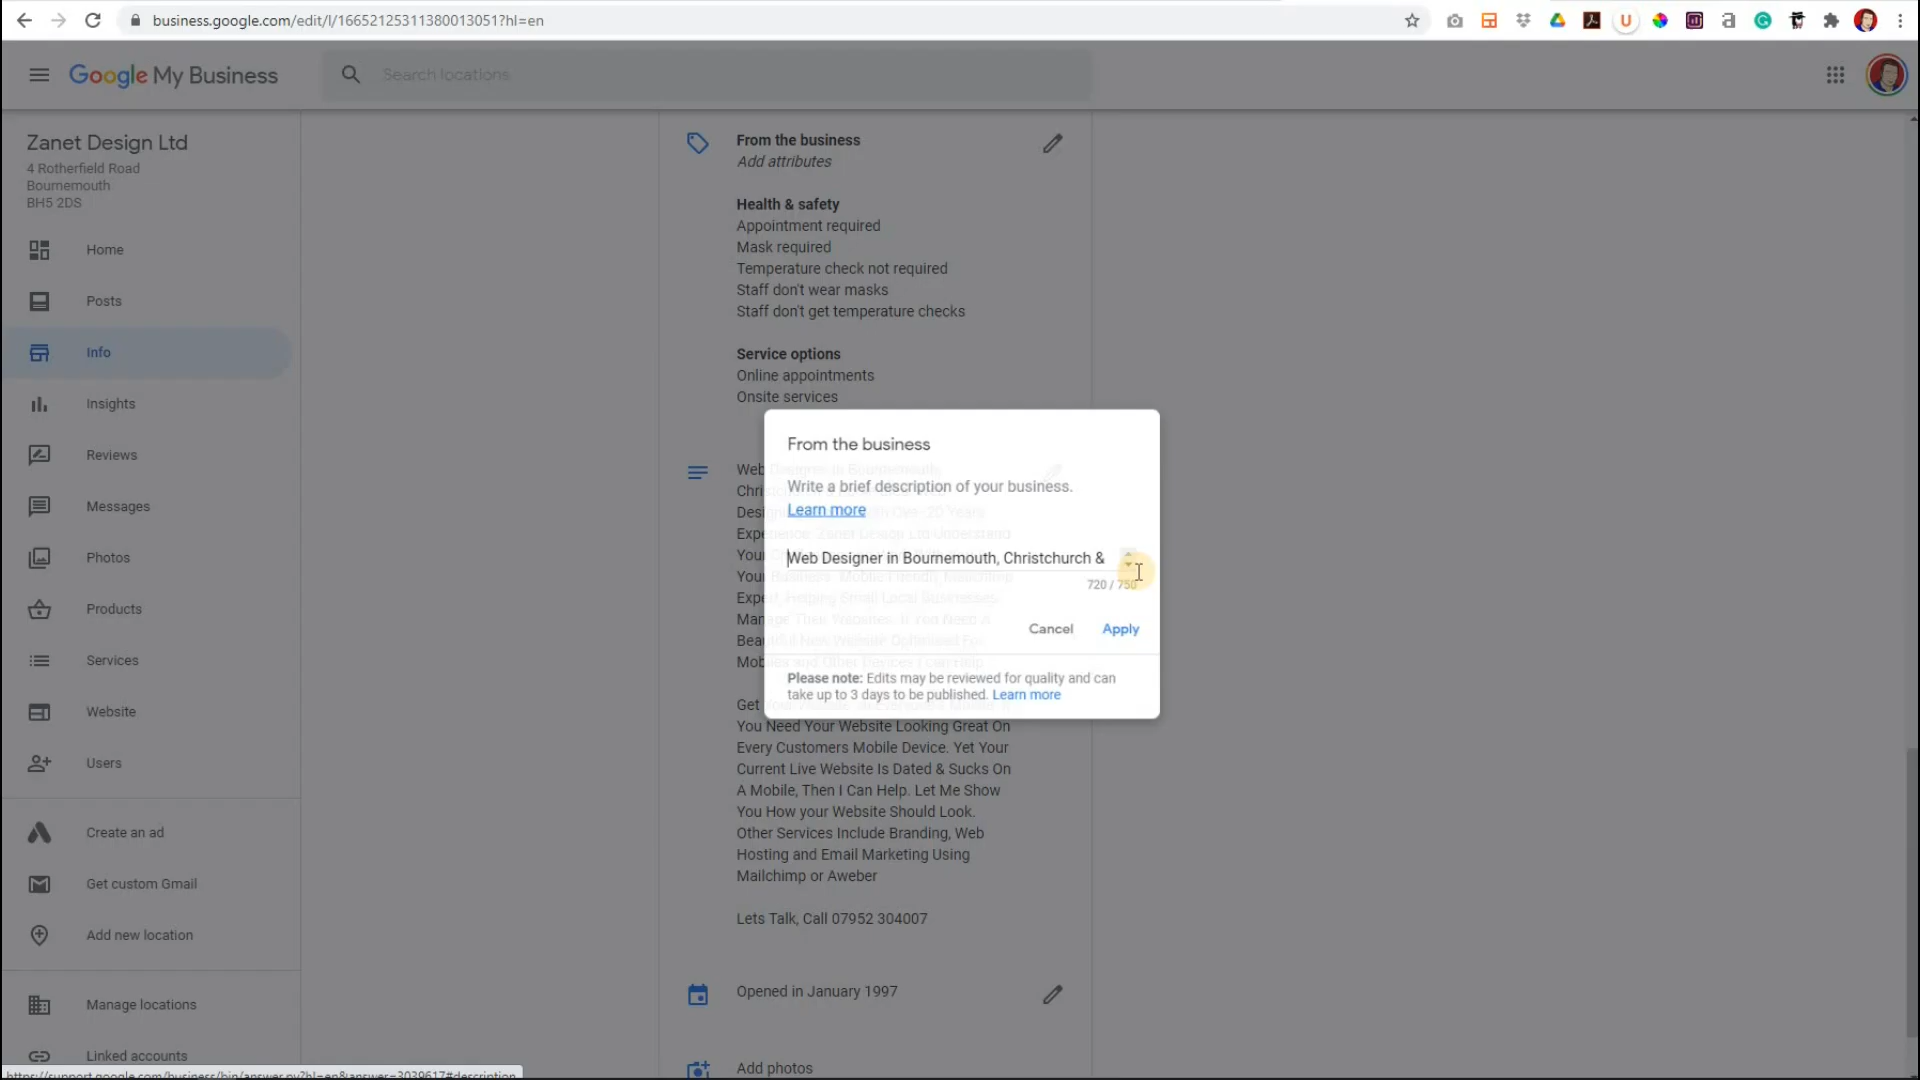 business.google.com/edit/l/16652125311380013051?hl=en
Google My Business
Search locations
Zanet Design Ltd
4 Rotherfield Road
Bournemouth
BH5 2DS
Home
Posts
Info
Insights
Reviews
Messages
Photos
Products
Services
Website
Users
Create an ad
Get custom Gmail
Add new location
Manage locations
Linked accounts
From the business
Add attributes
Health & safety
Appointment required
Mask required
Temperature check not required
Staff don't wear masks
Staff don't get temperature checks
Service options
Online appointments
Onsite services
From the business
Write a brief description of your business.
Learn more
Web Designer in Bournemouth, Christchurch &
720 / 750
Cancel Apply
Please note: Edits may be reviewed for quality and can
take up to 3 days to be published. Learn more
Get
You Need Your Website Looking Great On
Every Customers Mobile Device. Yet Your
Current Live Website Is Dated & Sucks On
A Mobile, Then I Can Help. Let Me Show
You How your Website Should Look.
Other Services Include Branding, Web
Hosting and Email Marketing Using
Mailchimp or Aweber
Lets Talk, Call 07952 304007
Opened in January 1997
Add photos